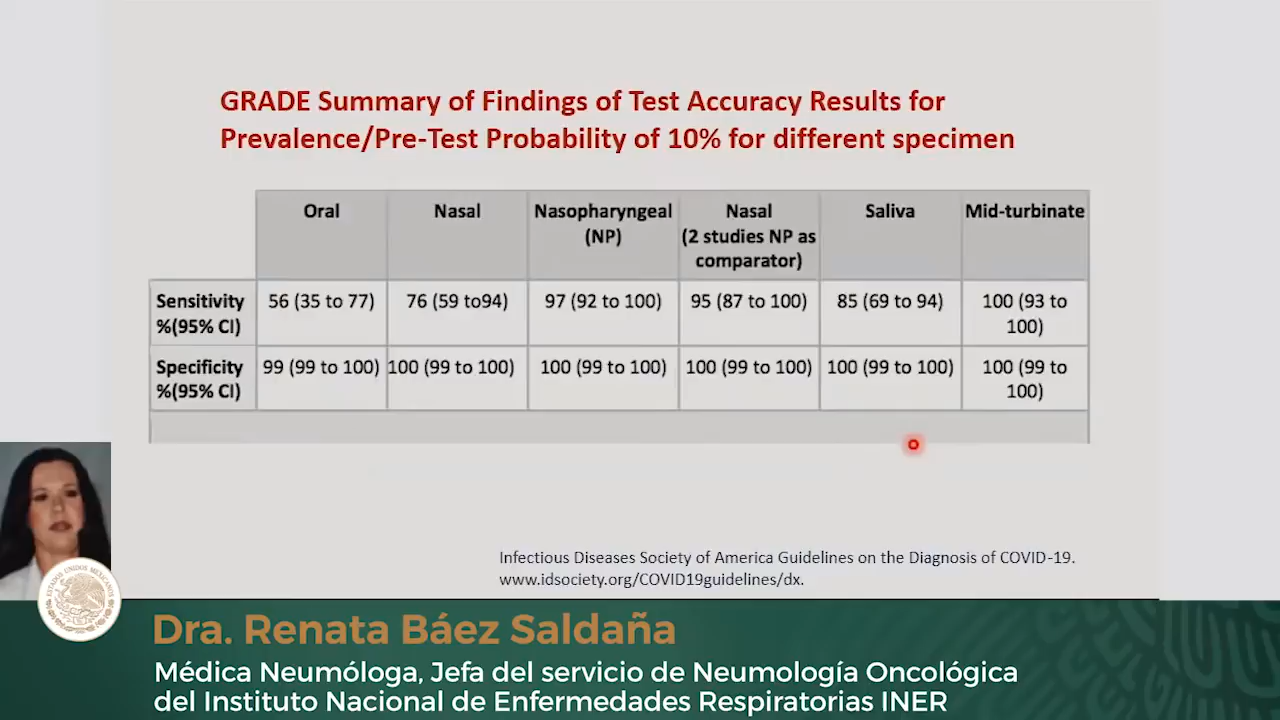 GRADE Summary of Findings of Test Accuracy Results for
Prevalence/Pre-Test Probability of 10% for different specimen
Oral Nasal Nasopharyngeal (NP) Nasal (2 studies NP as comparator) Saliva Mid-turbinate
Sensitivity %(95% CI) 56 (35 to 77) 76 (59 to94) 97 (92 to 100) 95 (87 to 100) 85 (69 to 94) 100 (93 to 100)
Specificity %(95% CI) 99 (99 to 100) 100 (99 to 100) 100 (99 to 100) 100 (99 to 100) 100 (99 to 100) 100 (99 to 100)
Infectious Diseases Society of America Guidelines on the Diagnosis of COVID-19.
www.idsociety.org/COVID19guidelines/dx.
ESTADOS UNIDOS MEXICANOS
Dra. Renata Báez Saldaña
Médica Neumóloga, Jefa del servicio de Neumología Oncológica
del Instituto Nacional de Enfermedades Respiratorias INER